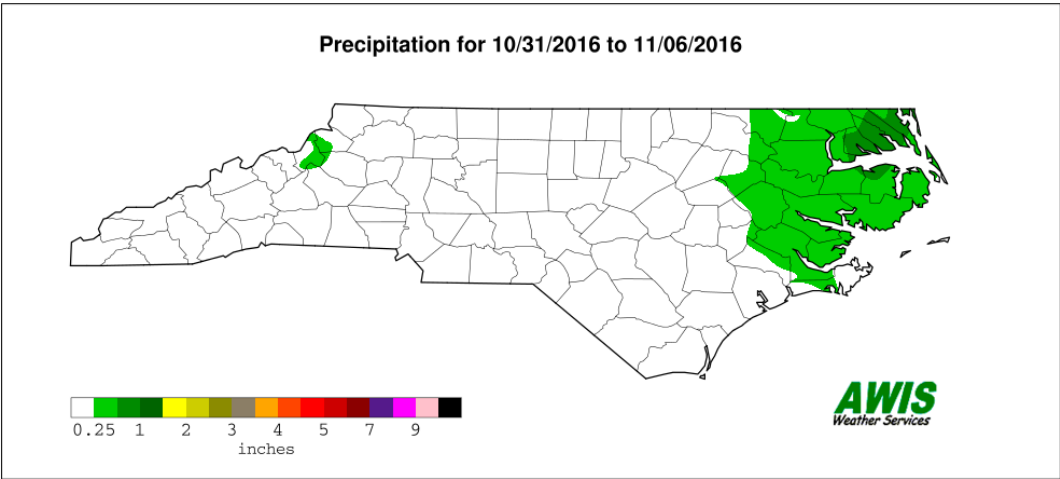 Precipitation for 10/31/2016 to 11/06/2016
0.25 1 2 3 4 5 7 9
inches
AWIS
Weather Services